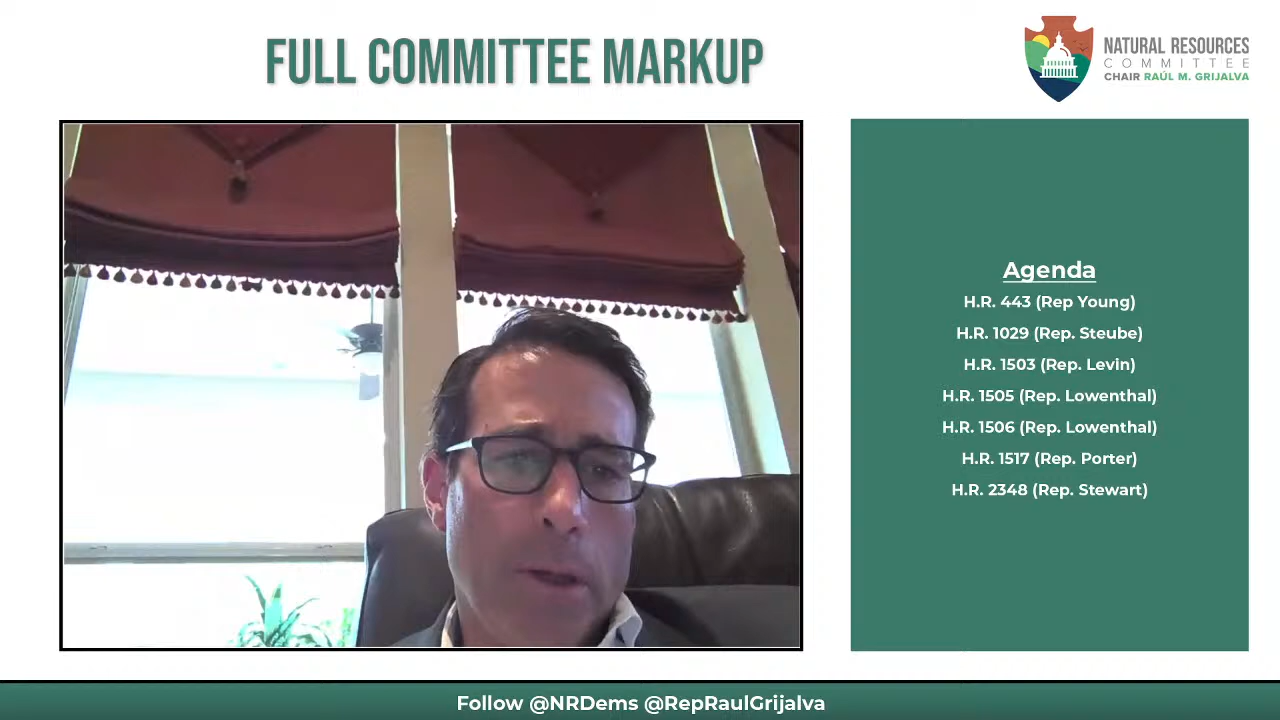 FULL COMMITTEE MARKUP
NATURAL RESOURCES
COMMITTEE
CHAIR RAÚL M. GRIJALVA
Agenda
H.R. 443 (Rep Young)
H.R. 1029 (Rep. Steube)
H.R. 1503 (Rep. Levin)
H.R. 1505 (Rep. Lowenthal)
H.R. 1506 (Rep. Lowenthal)
H.R. 1517 (Rep. Porter)
H.R. 2348 (Rep. Stewart)
Follow @NRDems @RepRaulGrijalva